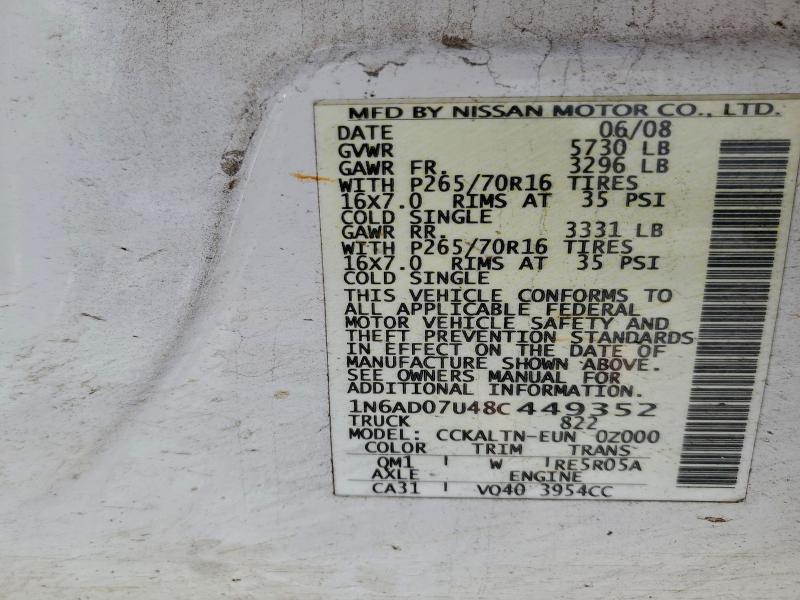 MFD BY NISSAN MOTOR CO., LTD.
DATE 06/08
GVWR 5730 LB
GAWR FR. 3296 LB
WITH P265/70R16 TIRES
16X7.0 RIMS AT 35 PSI
COLD SINGLE
GAWR RR. 3331 LB
WITH P265/70R16 TIRES
16X7.0 RIMS AT 35 PSI
COLD SINGLE
THIS VEHICLE CONFORMS TO
ALL APPLICABLE FEDERAL
MOTOR VEHICLE SAFETY AND
THEFT PREVENTION STANDARDS
IN EFFECT ON THE DATE OF
MANUFACTURE SHOWN ABOVE.
SEE OWNERS MANUAL FOR
ADDITIONAL INFORMATION
1N6AD07U48C449352
TRUCK 822
MODEL: CCKALTN-EUN 0Z000
COLOR TRIM TRANS
QM1 W RE5R05A
AXLE ENGINE
CA31 VQ40 3954CC